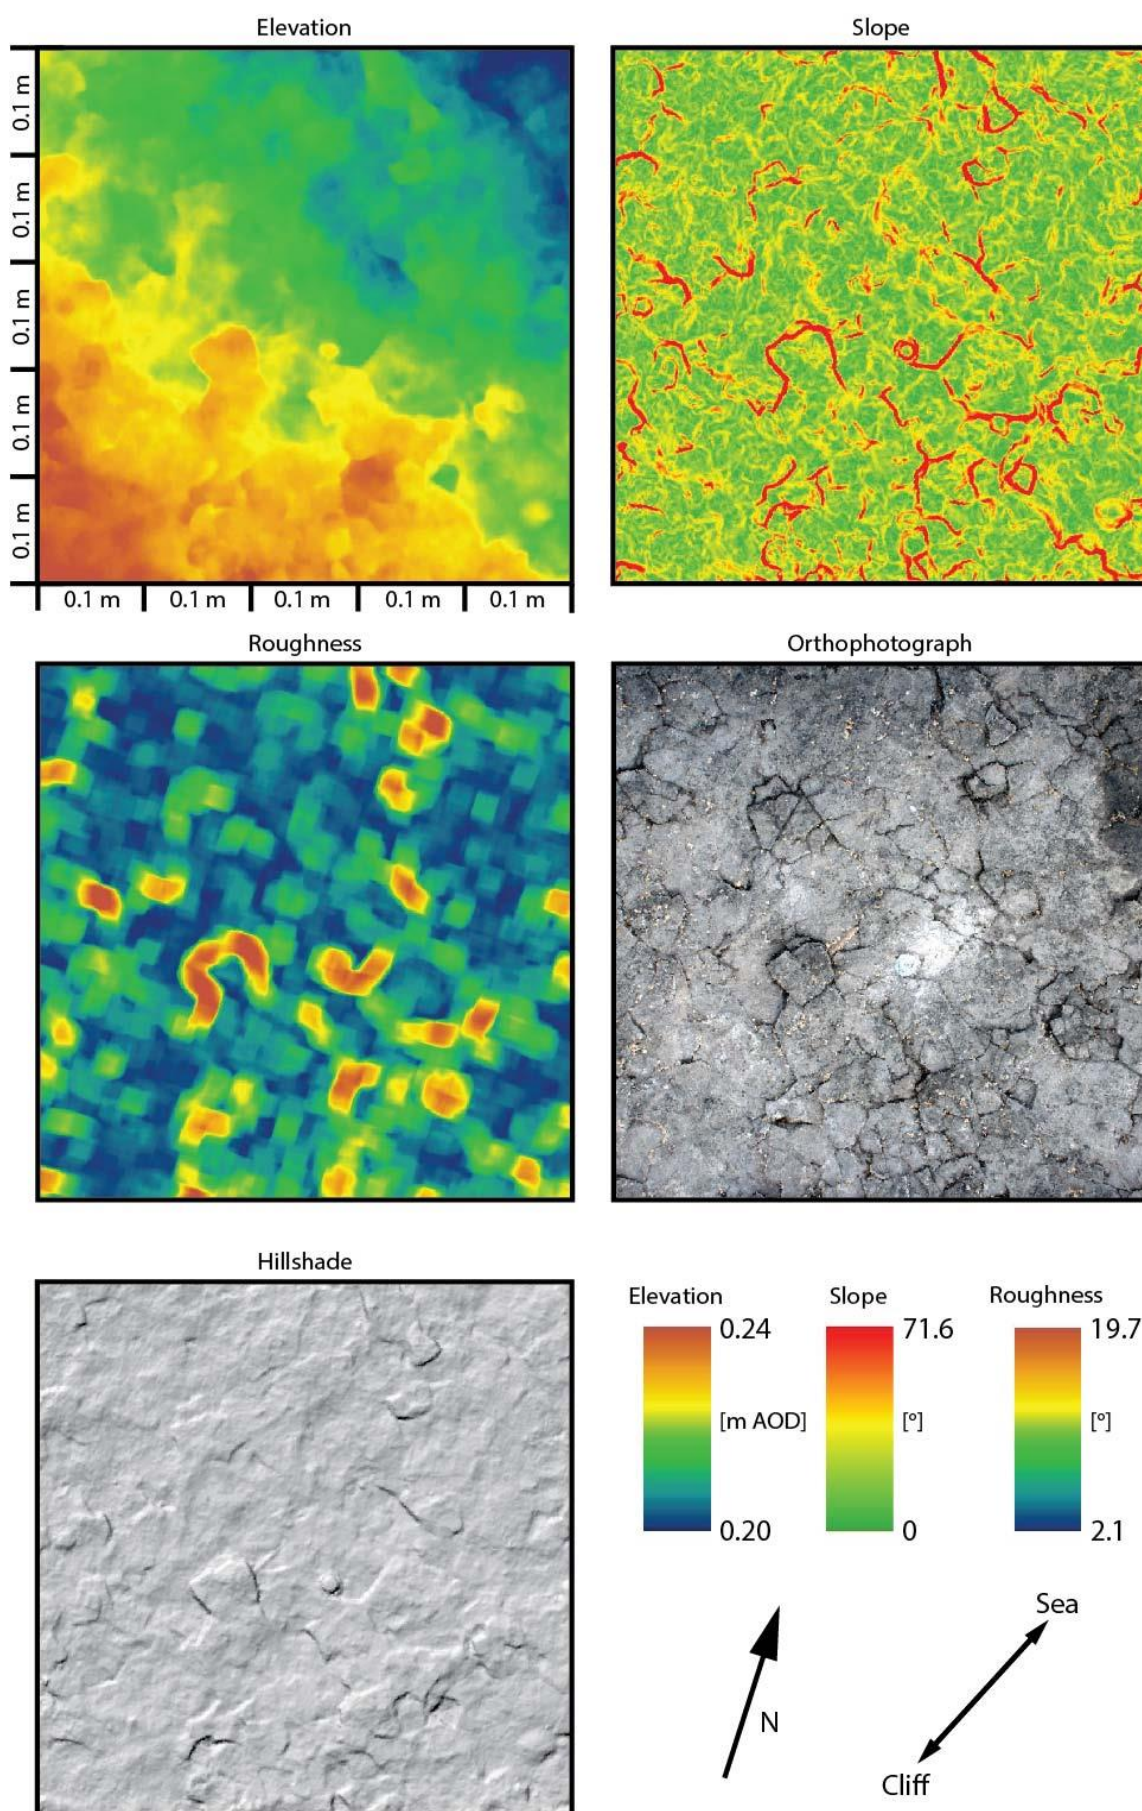 Elevation
Slope
0.1 m
0.1 m
0.1 m
0.1 m
0.1 m
0.1 m
0.1 m
0.1 m
0.1 m
0.1 m
Roughness
Orthophotograph
Hillshade
Elevation
Slope
Roughness
0.24
71.6
19.7
[m AOD]
[°]
[°]
0.20
0
2.1
Sea
N
Cliff